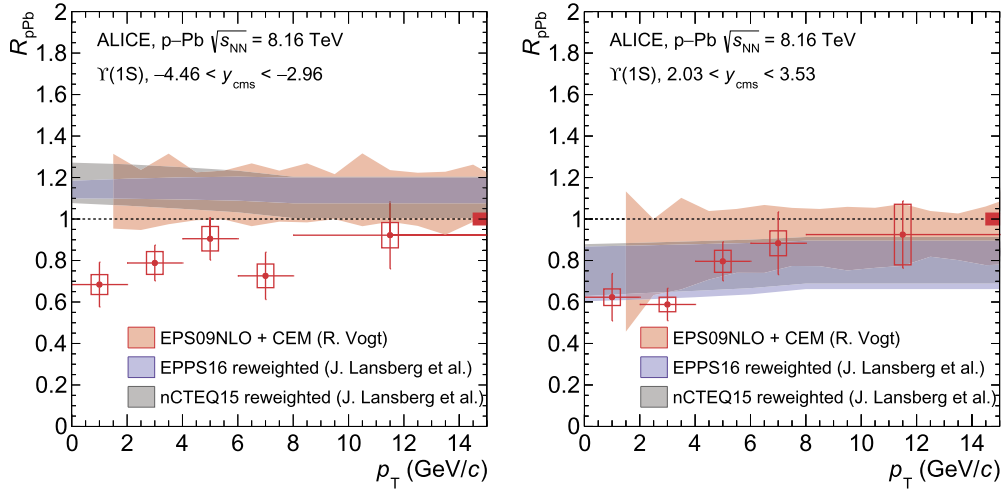 R_pPb
2
1.8
1.6
1.4
1.2
1
0.8
0.6
0.4
0.2
0
ALICE, p–Pb √s_NN = 8.16 TeV
ϒ(1S), –4.46 < y_cms < –2.96
EPS09NLO + CEM (R. Vogt)
EPPS16 reweighted (J. Lansberg et al.)
nCTEQ15 reweighted (J. Lansberg et al.)
0 2 4 6 8 10 12 14
p_T (GeV/c)
R_pPb
2
1.8
1.6
1.4
1.2
1
0.8
0.6
0.4
0.2
0
ALICE, p–Pb √s_NN = 8.16 TeV
ϒ(1S), 2.03 < y_cms < 3.53
EPS09NLO + CEM (R. Vogt)
EPPS16 reweighted (J. Lansberg et al.)
nCTEQ15 reweighted (J. Lansberg et al.)
0 2 4 6 8 10 12 14
p_T (GeV/c)